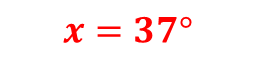 x = 37°